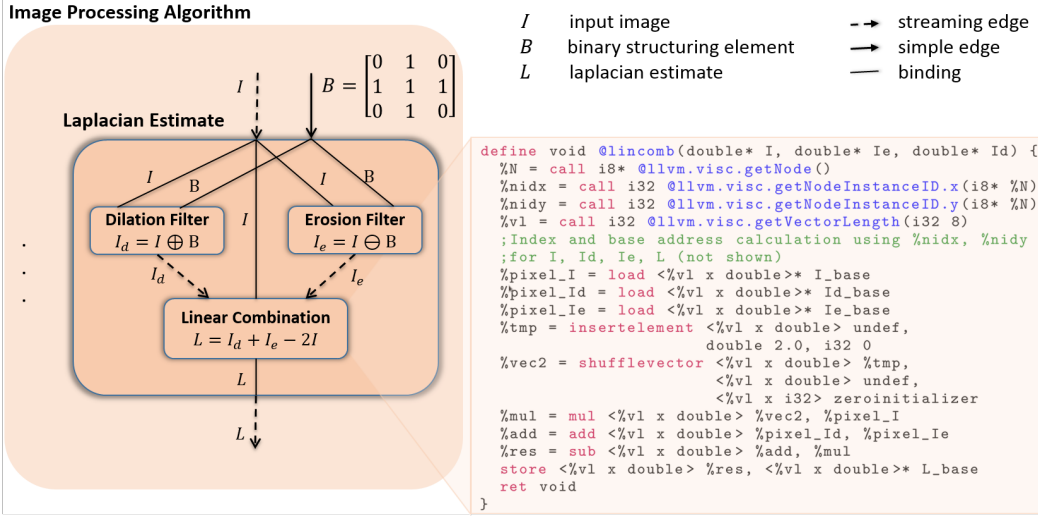 Image Processing Algorithm
I input image
B binary structuring element
L laplacian estimate
streaming edge
simple edge
binding
I
B = [0 1 0
1 1 1
0 1 0]
Laplacian Estimate
I B I I B
Dilation Filter
I_d = I ⊕ B
Erosion Filter
I_e = I ⊖ B
I_d I_e
Linear Combination
L = I_d + I_e − 2I
L
L
define void @lincomb(double* I, double* Ie, double* Id) {
%N = call i8* @llvm.visc.getNode()
%nidx = call i32 @llvm.visc.getNodeInstanceID.x(i8* %N)
%nidy = call i32 @llvm.visc.getNodeInstanceID.y(i8* %N)
%vl = call i32 @llvm.visc.getVectorLength(i32 8)
;Index and base address calculation using %nidx, %nidy
;for I, Id, Ie, L (not shown)
%pixel_I = load <%vl x double>* I_base
%pixel_Id = load <%vl x double>* Id_base
%pixel_Ie = load <%vl x double>* Ie_base
%tmp = insertelement <%vl x double> undef,
double 2.0, i32 0
%vec2 = shufflevector <%vl x double> %tmp,
<%vl x double> undef,
<%vl x i32> zeroinitializer
%mul = mul <%vl x double> %vec2, %pixel_I
%add = add <%vl x double> %pixel_Id, %pixel_Ie
%res = sub <%vl x double> %add, %mul
store <%vl x double> %res, <%vl x double>* L_base
ret void
}